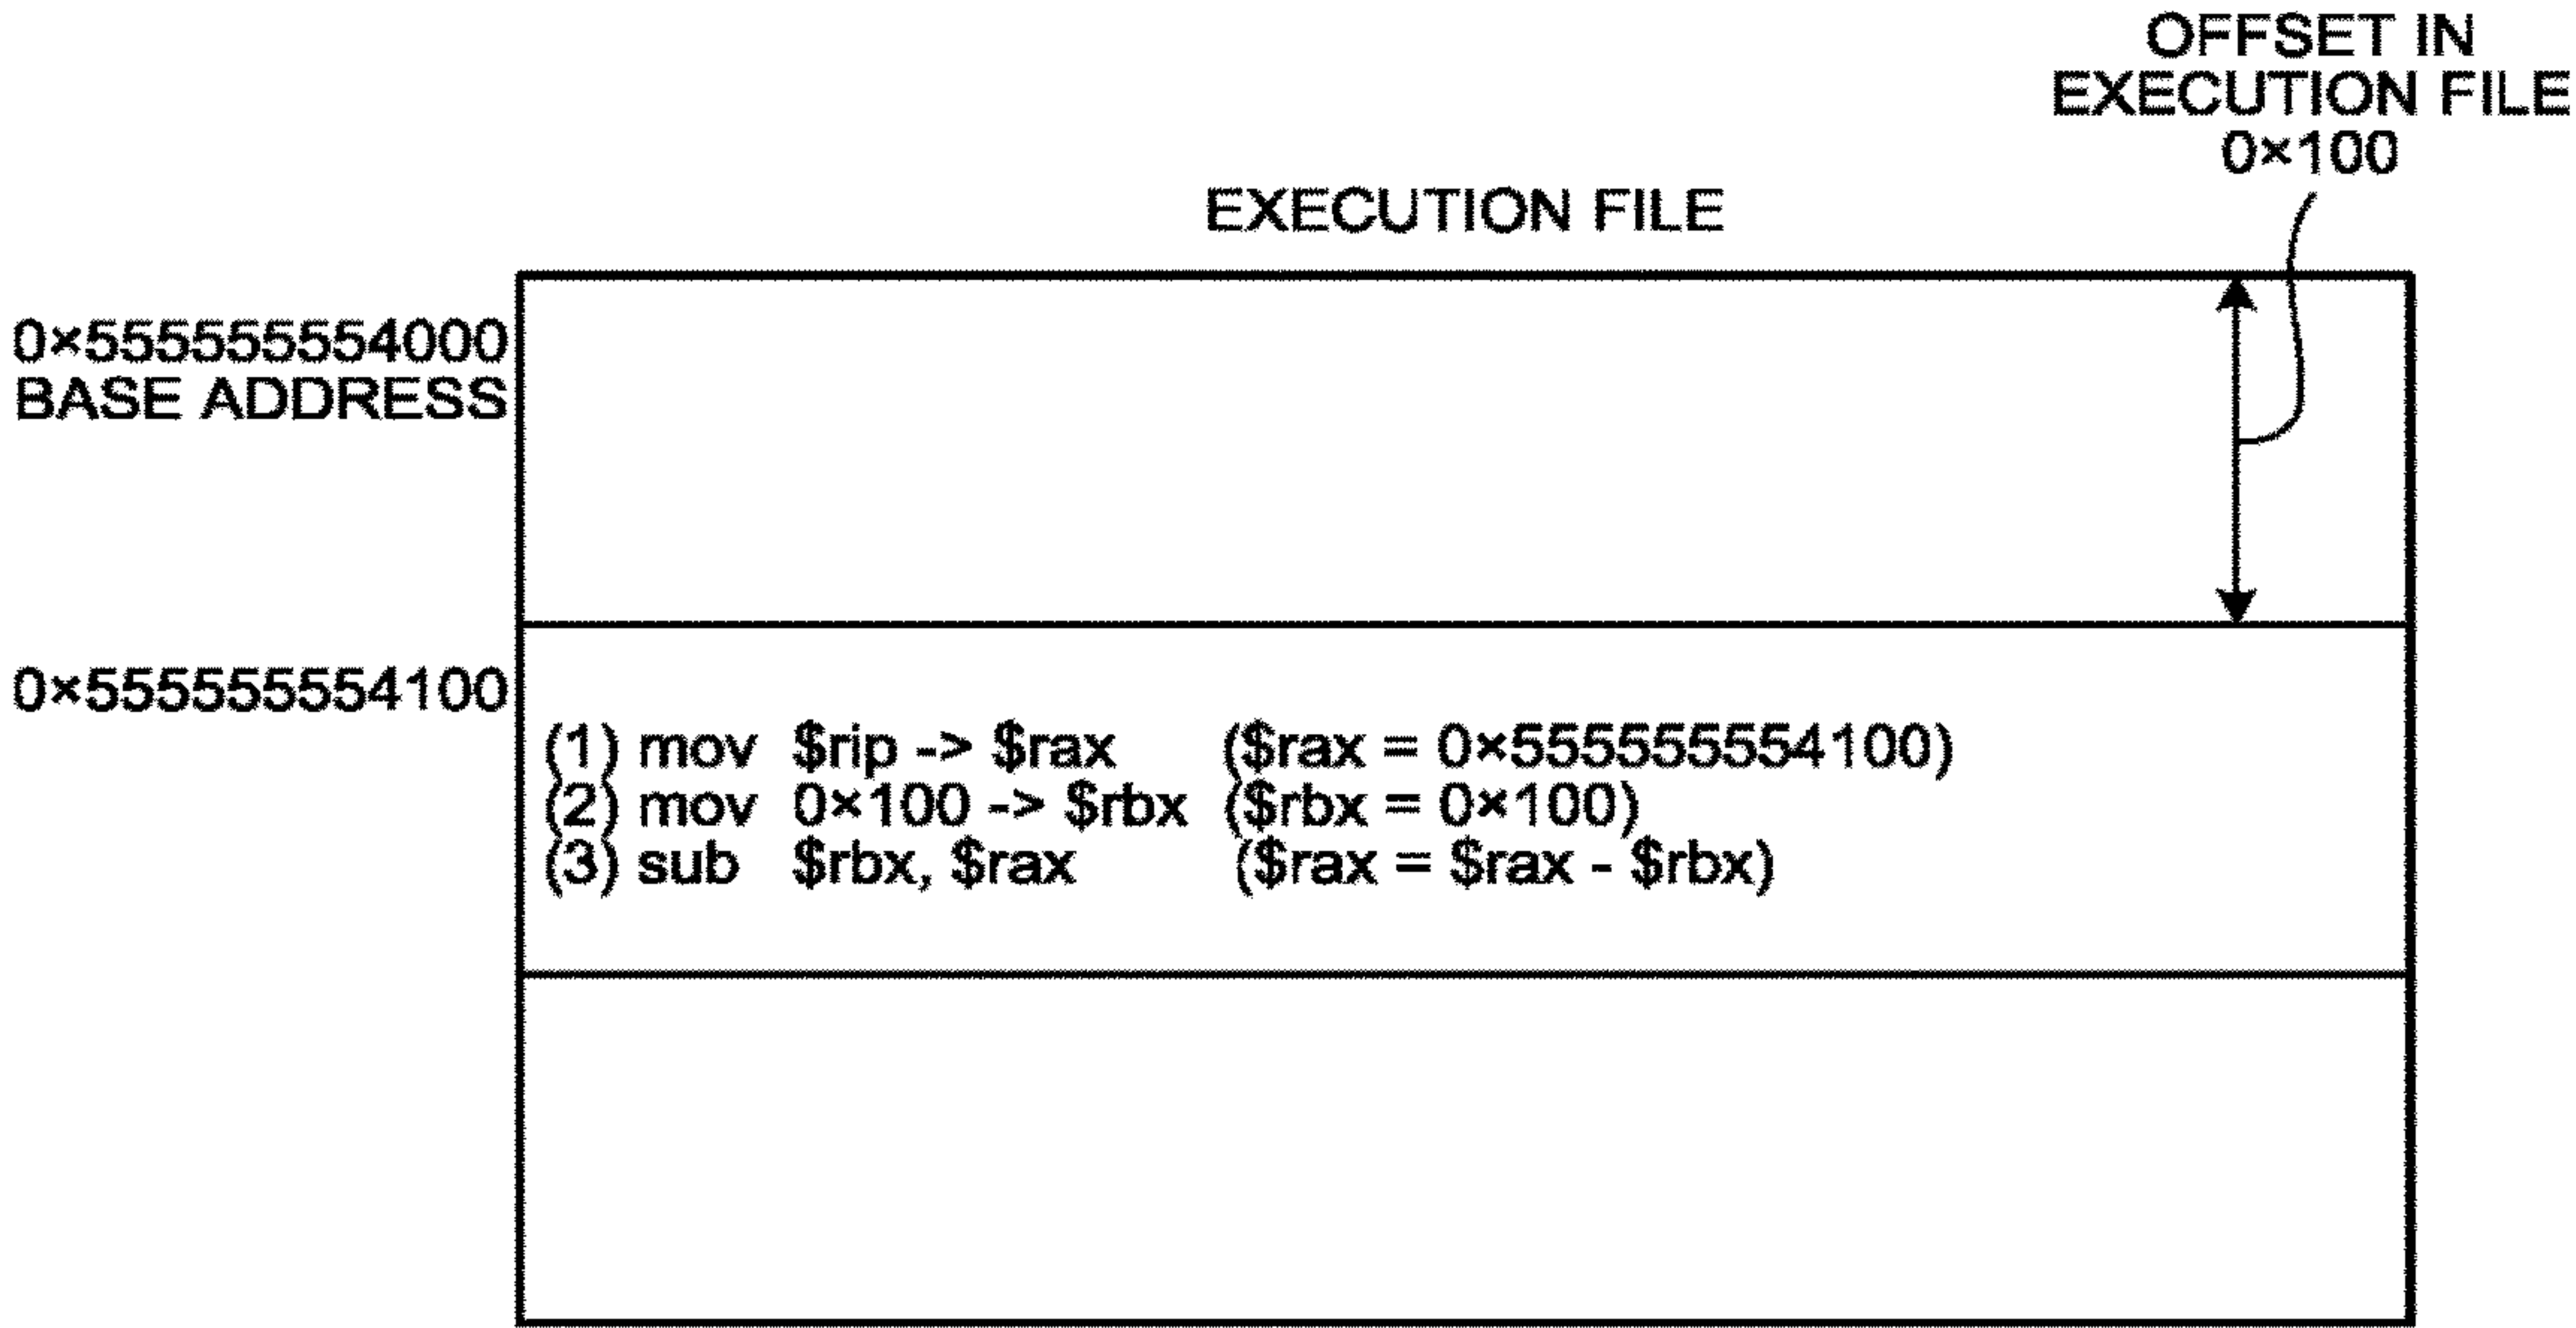 OFFSET IN
EXECUTION FILE
0×100
EXECUTION FILE
0×555555554000
BASE ADDRESS
0×555555554100
(1) mov $rip -> $rax ($rax = 0×555555554100)
(2) mov 0×100 -> $rbx ($rbx = 0×100)
(3) sub $rbx, $rax ($rax = $rax - $rbx)